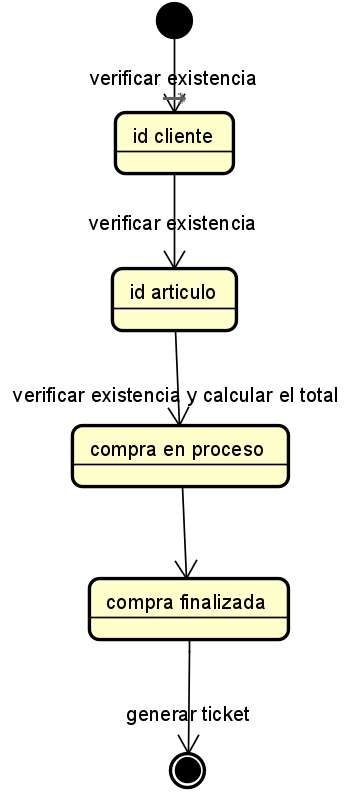 verificar existencia
id cliente
verificar existencia
id articulo
verificar existencia y calcular el total
compra en proceso
compra finalizada
generar ticket